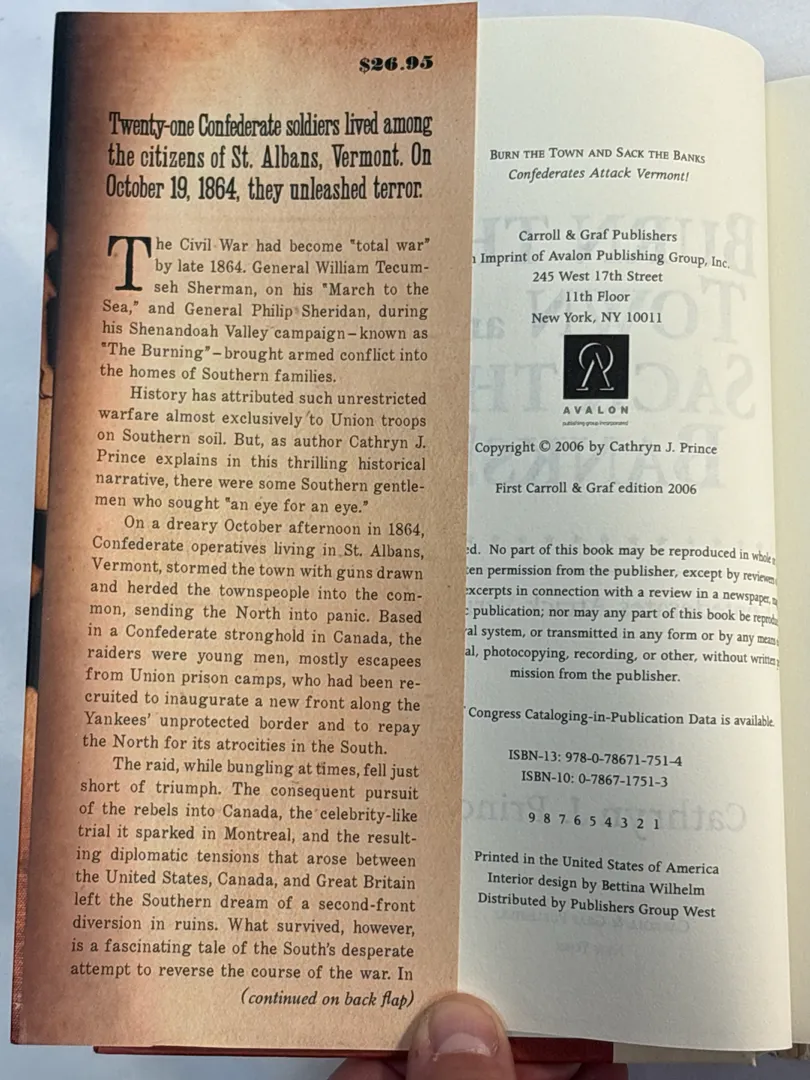 $26.95
Twenty-one Confederate soldiers lived among
the citizens of St. Albans, Vermont. On
October 19, 1864, they unleashed terror.
The Civil War had become "total war"
by late 1864. General William Tecum-
seh Sherman, on his "March to the
Sea," and General Philip Sheridan, during
his Shenandoah Valley campaign–known as
"The Burning"–brought armed conflict into
the homes of Southern families.
History has attributed such unrestricted
warfare almost exclusively to Union troops
on Southern soil. But, as author Cathryn J.
Prince explains in this thrilling historical
narrative, there were some Southern gentle-
men who sought "an eye for an eye."
On a dreary October afternoon in 1864,
Confederate operatives living in St. Albans,
Vermont, stormed the town with guns drawn
and herded the townspeople into the com-
mon, sending the North into panic. Based
in a Confederate stronghold in Canada, the
raiders were young men, mostly escapees
from Union prison camps, who had been re-
cruited to inaugurate a new front along the
Yankees' unprotected border and to repay
the North for its atrocities in the South.
The raid, while bungling at times, fell just
short of triumph. The consequent pursuit
of the rebels into Canada, the celebrity-like
trial it sparked in Montreal, and the result-
ing diplomatic tensions that arose between
the United States, Canada, and Great Britain
left the Southern dream of a second-front
diversion in ruins. What survived, however,
is a fascinating tale of the South's desperate
attempt to reverse the course of the war. In
(continued on back flap)
BURN THE TOWN AND SACK THE BANKS
Confederates Attack Vermont!
Carroll & Graf Publishers
Imprint of Avalon Publishing Group, Inc.
245 West 17th Street
11th Floor
New York, NY 10011
AVALON
publishing group incorporated
Copyright © 2006 by Cathryn J. Prince
First Carroll & Graf edition 2006
No part of this book may be reproduced in whole
permission from the publisher, except by reviewers
excerpts in connection with a review in a newspaper,
publication; nor may any part of this book be
system, or transmitted in any form or by any means
photocopying, recording, or other, without written
mission from the publisher.
Congress Cataloging-in-Publication Data is available.
ISBN-13: 978-0-78671-751-4
ISBN-10: 0-7867-1751-3
9 8 7 6 5 4 3 2 1
Printed in the United States of America
Interior design by Bettina Wilhelm
Distributed by Publishers Group West